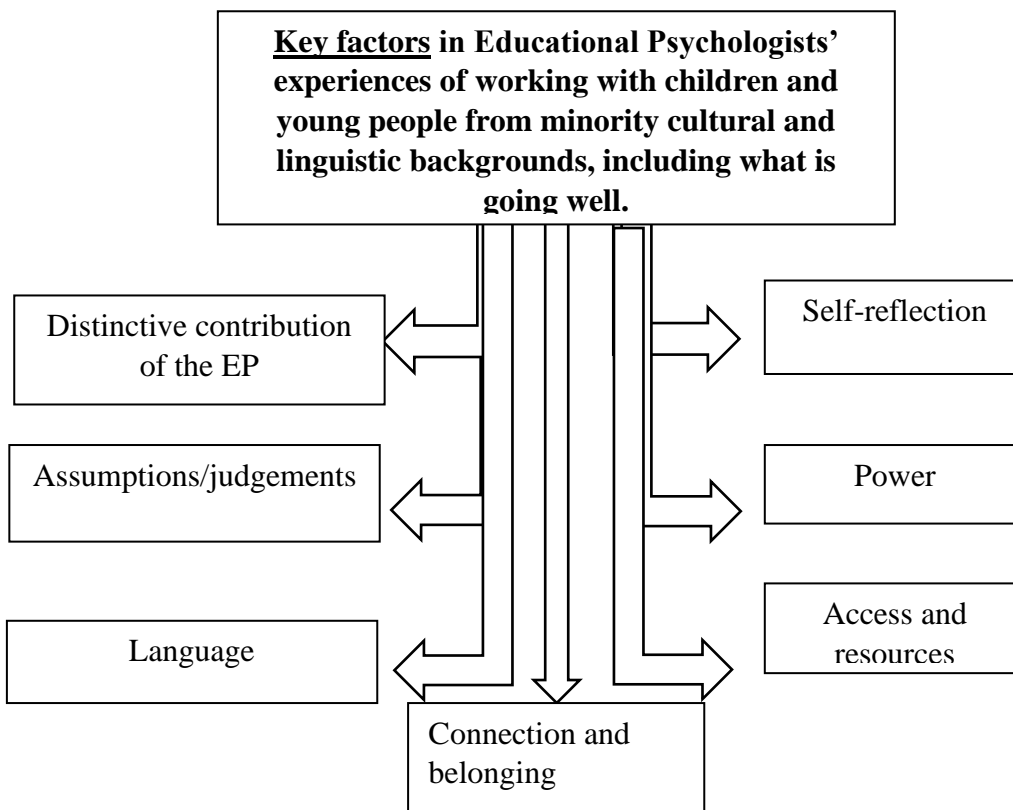 Key factors in Educational Psychologists’
experiences of working with children and
young people from minority cultural and
linguistic backgrounds, including what is
going well.
Distinctive contribution
of the EP
Self-reflection
Assumptions/judgements
Power
Language
Access and
resources
Connection and
belonging